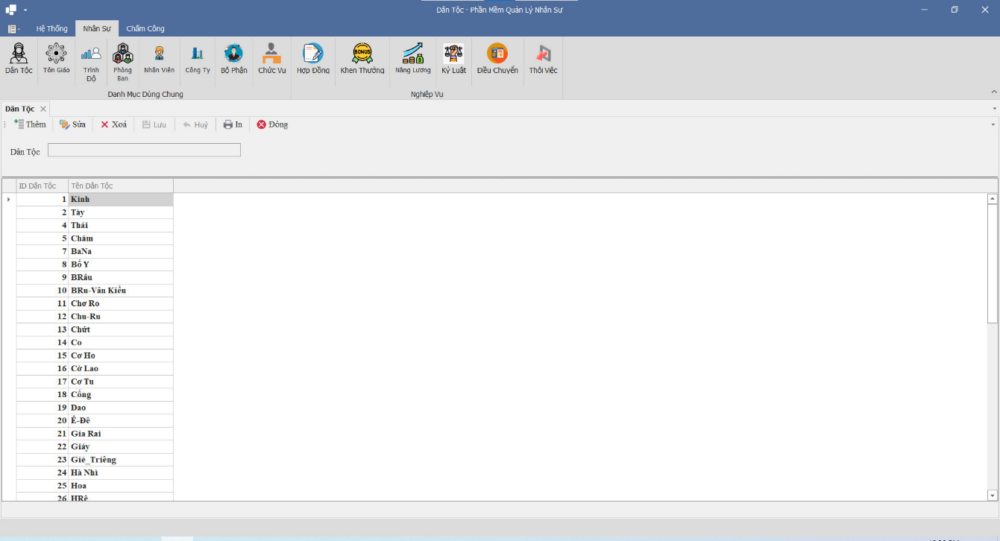 Dân Tộc - Phần Mềm Quản Lý Nhân Sự
Hệ Thống Nhân Sự Chấm Công
Dân Tộc Tôn Giáo Trình Độ Phòng Ban Nhân Viên Công Ty Bộ Phận Chức Vụ Hợp Đồng BONUS Khen Thưởng Nâng Lương Kỷ Luật Điều Chuyển Thôi Việc
Danh Mục Dùng Chung Nghiệp Vụ
Dân Tộc
Thêm Sửa Xoá Lưu Huỷ In Đóng
Dân Tộc
ID Dân Tộc Tên Dân Tộc
1 Kinh
2 Tày
4 Thái
5 Chăm
7 BaNa
8 Bố Y
9 BRâu
10 BRu-Vân Kiều
11 Chơ Ro
12 Chu-Ru
13 Chứt
14 Co
15 Cơ Ho
16 Cờ Lao
17 Cơ Tu
18 Cống
19 Dao
20 Ê-Đê
21 Gia Rai
22 Giáy
23 Giẻ_Triêng
24 Hà Nhì
25 Hoa
26 HRê